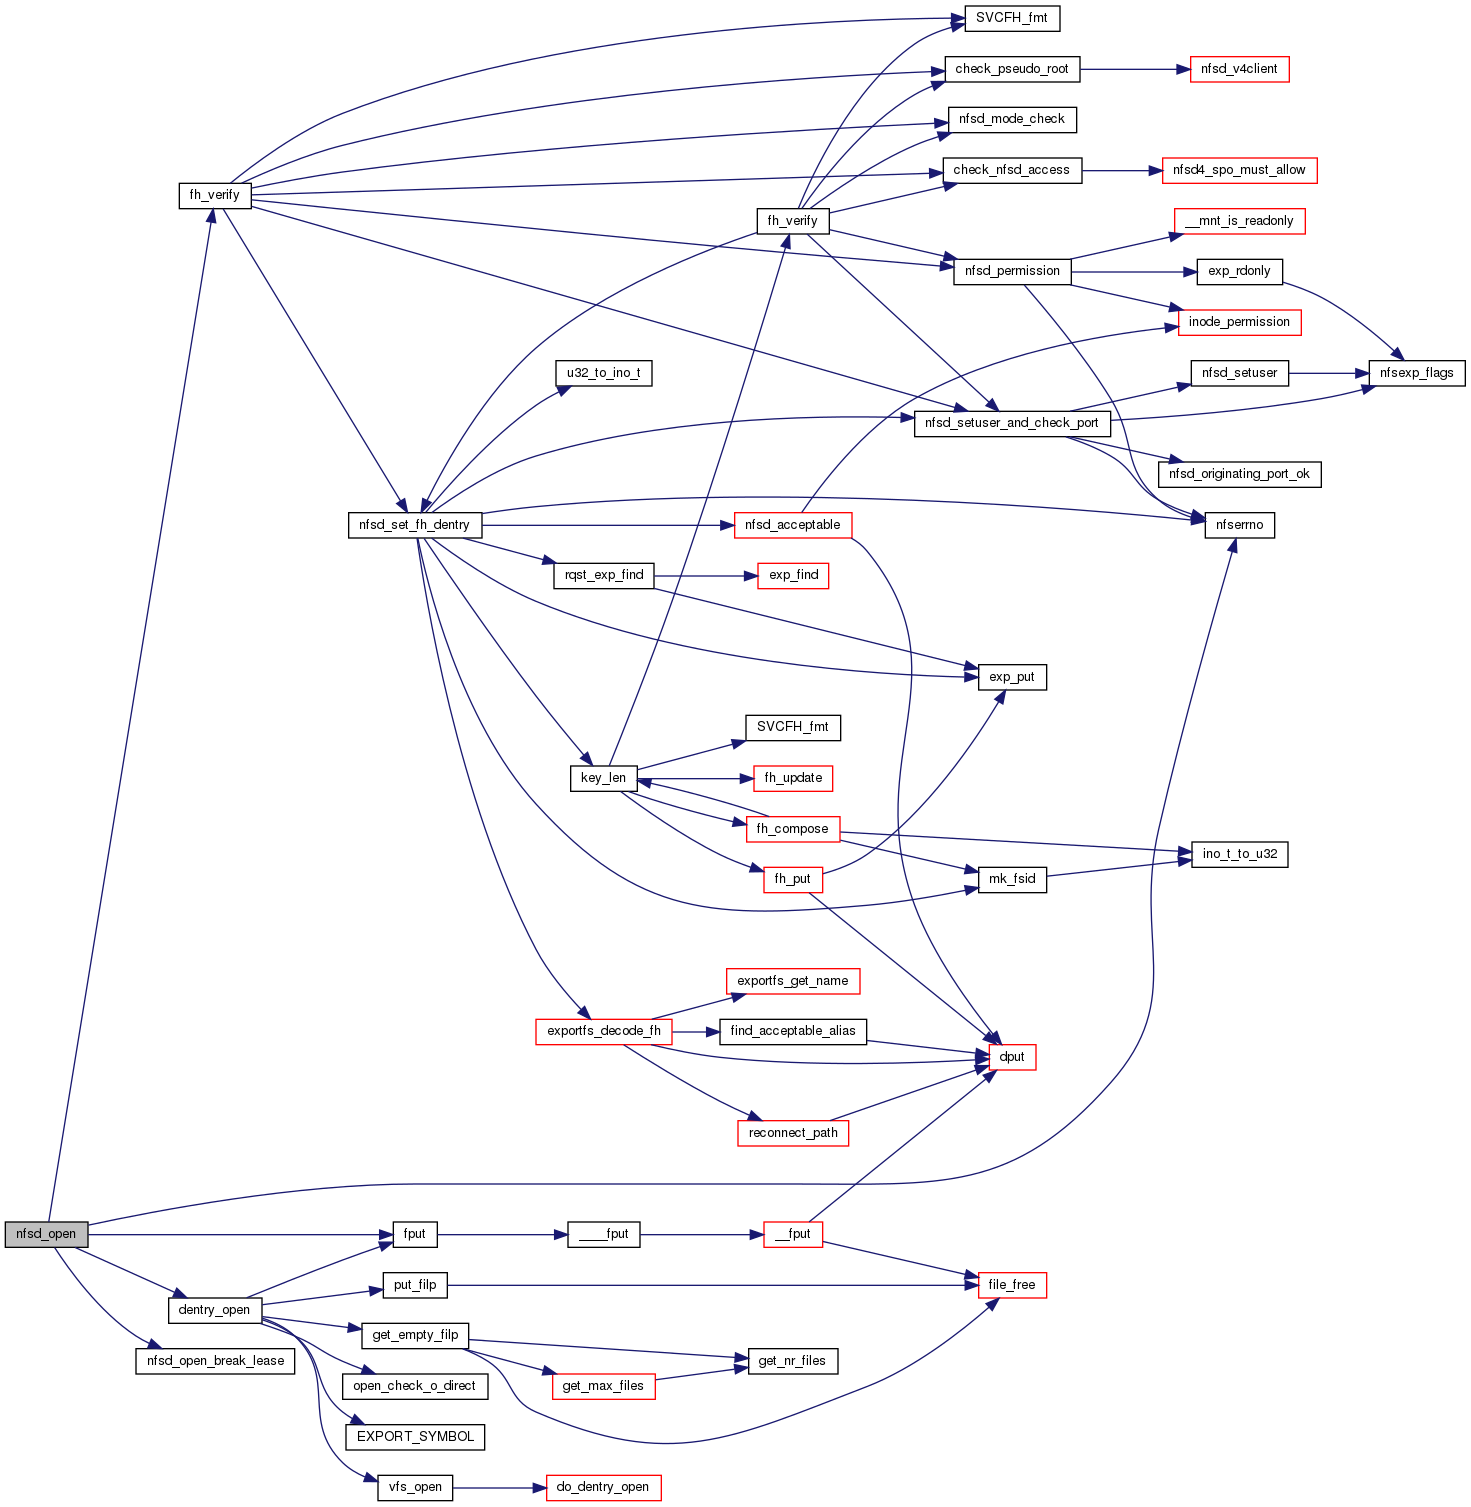 SVCFH_fmt
check_pseudo_root
nfsd_v4client
nfsd_mode_check
check_nfsd_access
nfsd4_spo_must_allow
fh_verify
fh_verify
__mnt_is_readonly
nfsd_permission
exp_rdonly
inode_permission
u32_to_ino_t
nfsd_setuser
nfsexp_flags
nfsd_setuser_and_check_port
nfsd_originating_port_ok
nfsd_set_fh_dentry
nfsd_acceptable
nfserrno
rqst_exp_find
exp_find
exp_put
SVCFH_fmt
key_len
fh_update
fh_compose
ino_t_to_u32
fh_put
mk_fsid
exportfs_get_name
exportfs_decode_fh
find_acceptable_alias
dput
reconnect_path
nfsd_open
fput
____fput
__fput
put_filp
file_free
dentry_open
get_empty_filp
nfsd_open_break_lease
get_nr_files
open_check_o_direct
get_max_files
EXPORT_SYMBOL
vfs_open
do_dentry_open